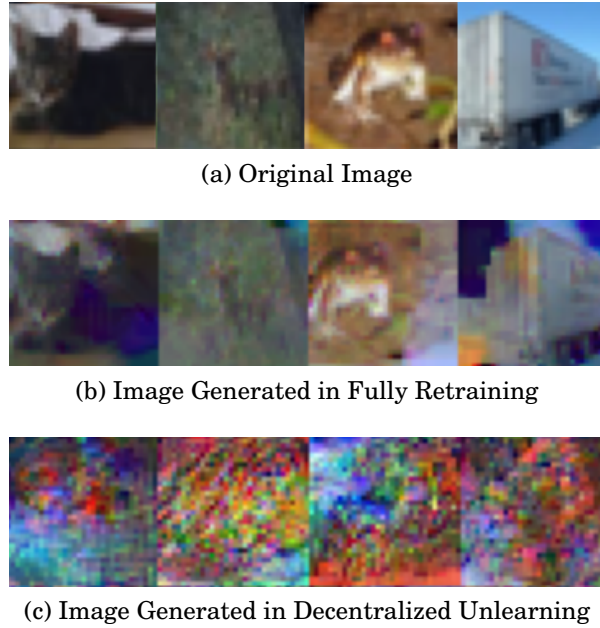 (a) Original Image
(b) Image Generated in Fully Retraining
(c) Image Generated in Decentralized Unlearning